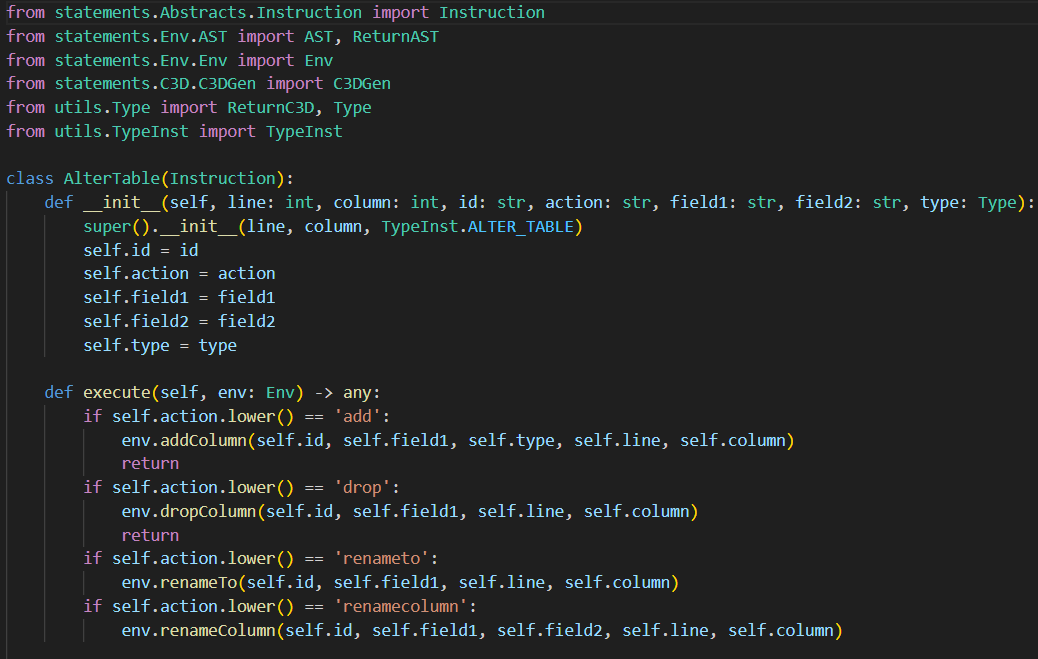 from statements.Abstracts.Instruction import Instruction
from statements.Env.AST import AST, ReturnAST
from statements.Env.Env import Env
from statements.C3D.C3DGen import C3DGen
from utils.Type import ReturnC3D, Type
from utils.TypeInst import TypeInst

class AlterTable(Instruction):
    def __init__(self, line: int, column: int, id: str, action: str, field1: str, field2: str, type: Type):
        super().__init__(line, column, TypeInst.ALTER_TABLE)
        self.id = id
        self.action = action
        self.field1 = field1
        self.field2 = field2
        self.type = type

    def execute(self, env: Env) -> any:
        if self.action.lower() == 'add':
            env.addColumn(self.id, self.field1, self.type, self.line, self.column)
            return
        if self.action.lower() == 'drop':
            env.dropColumn(self.id, self.field1, self.line, self.column)
            return
        if self.action.lower() == 'renameto':
            env.renameTo(self.id, self.field1, self.line, self.column)
        if self.action.lower() == 'renamecolumn':
            env.renameColumn(self.id, self.field1, self.field2, self.line, self.column)